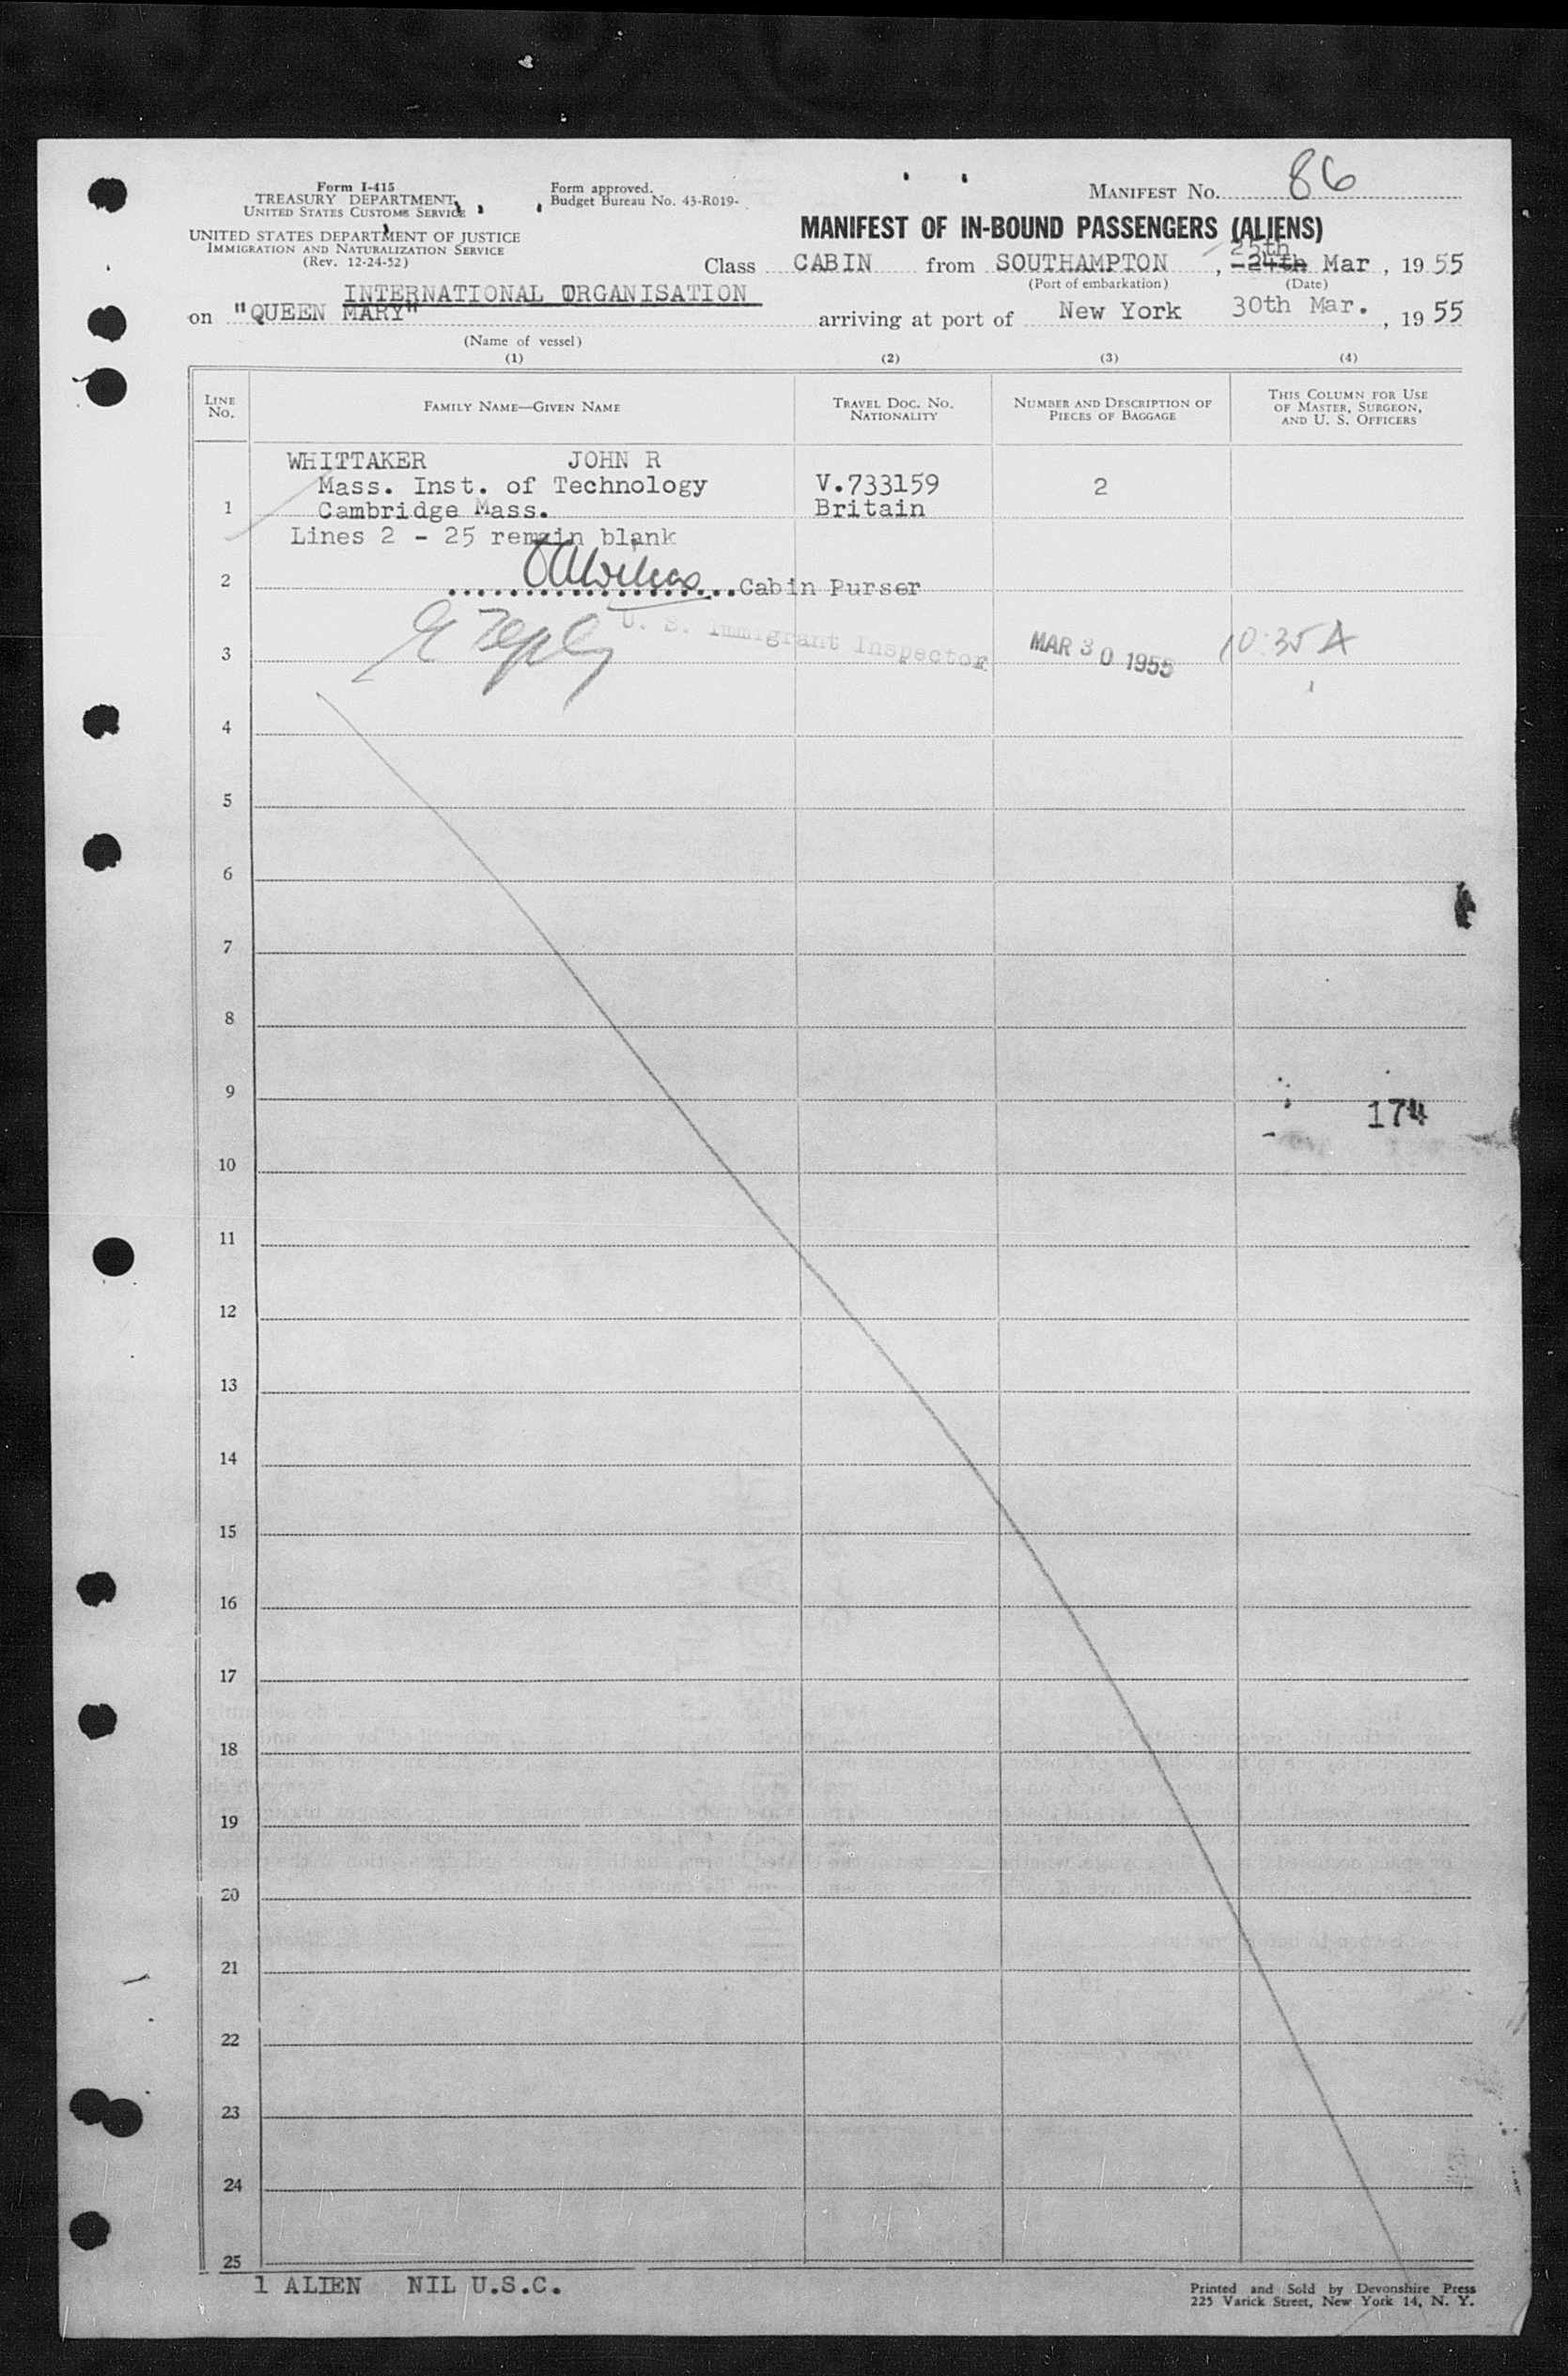 Form I-415
TREASURY DEPARTMENT
UNITED STATES CUSTOMS SERVICE
UNITED STATES DEPARTMENT OF JUSTICE
IMMIGRATION AND NATURALIZATION SERVICE
(Rev. 12-24-52)
Form approved.
Budget Bureau No. 43-R019-
MANIFEST No. 86
MANIFEST OF IN-BOUND PASSENGERS (ALIENS)
25th
Class CABIN from SOUTHAMPTON, 24th Mar, 1955
(Port of embarkation) (Date)
INTERNATIONAL ORGANISATION
on "QUEEN MARY" arriving at port of New York 30th Mar., 1955
(Name of vessel)
(1) (2) (3) (4)
LINE No. FAMILY NAME—GIVEN NAME TRAVEL DOC. NO. NATIONALITY NUMBER AND DESCRIPTION OF PIECES OF BAGGAGE THIS COLUMN FOR USE OF MASTER, SURGEON, AND U. S. OFFICERS
WHITTAKER JOHN R
Mass. Inst. of Technology V.733159 2
1 Cambridge Mass. Britain
Lines 2 - 25 remain blank
2 Cabin Purser
U. S. Immigrant Inspector MAR 30 1955 10:35 A
3
4
5
6
7
8
9
174
10
11
12
13
14
15
16
17
18
19
20
21
22
23
24
25
1 ALIEN NIL U.S.C.
Printed and Sold by Devonshire Press
225 Varick Street, New York 14, N. Y.